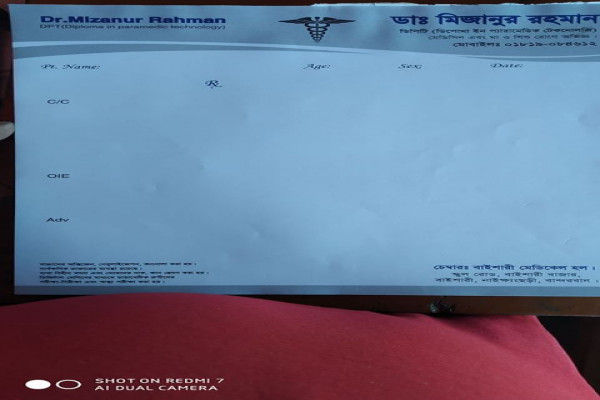 Dr.Mizanur Rahman
DPT(Diploma in paramedic technology)
ডাঃ মিজানুর রহমান
ডিপিটি (ডিপ্লোমা ইন প্যারামেডিক টেকনোলজি)
মেডিসিন এবং মা ও শিশু রোগে অভিজ্ঞ।
মোবাইলঃ ০১৮১৯-০৮৪৬১২
Pt. Name: Age: Sex: Date:
Rx
C/C
O/E
Adv
চেম্বারঃ বাইশারী মেডিকেল হল।
স্কুল রোড, বাইশারী বাজার,
বাইশারী, নাইক্ষ্যংছড়ী, বান্দরবান।
SHOT ON REDMI 7
AI DUAL CAMERA